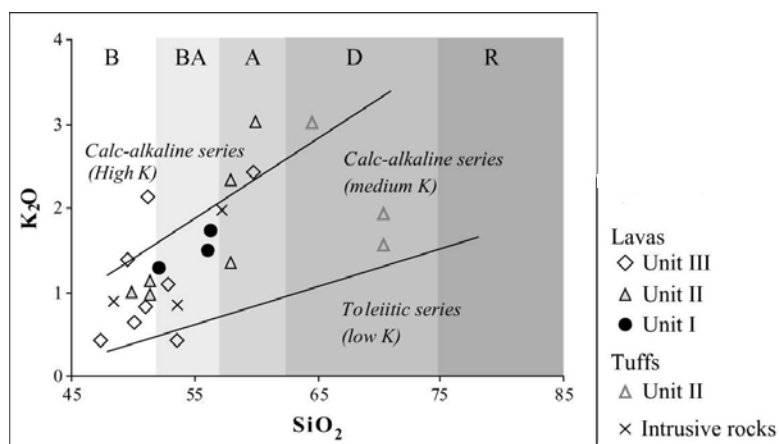 B BA A D R
4
3
2
1
0
K₂O
Calc-alkaline series
(High K)
Calc-alkaline series
(medium K)
Toleiitic series
(low K)
45 55 65 75 85
SiO₂
Lavas
Unit III
Unit II
Unit I
Tuffs
Unit II
Intrusive rocks